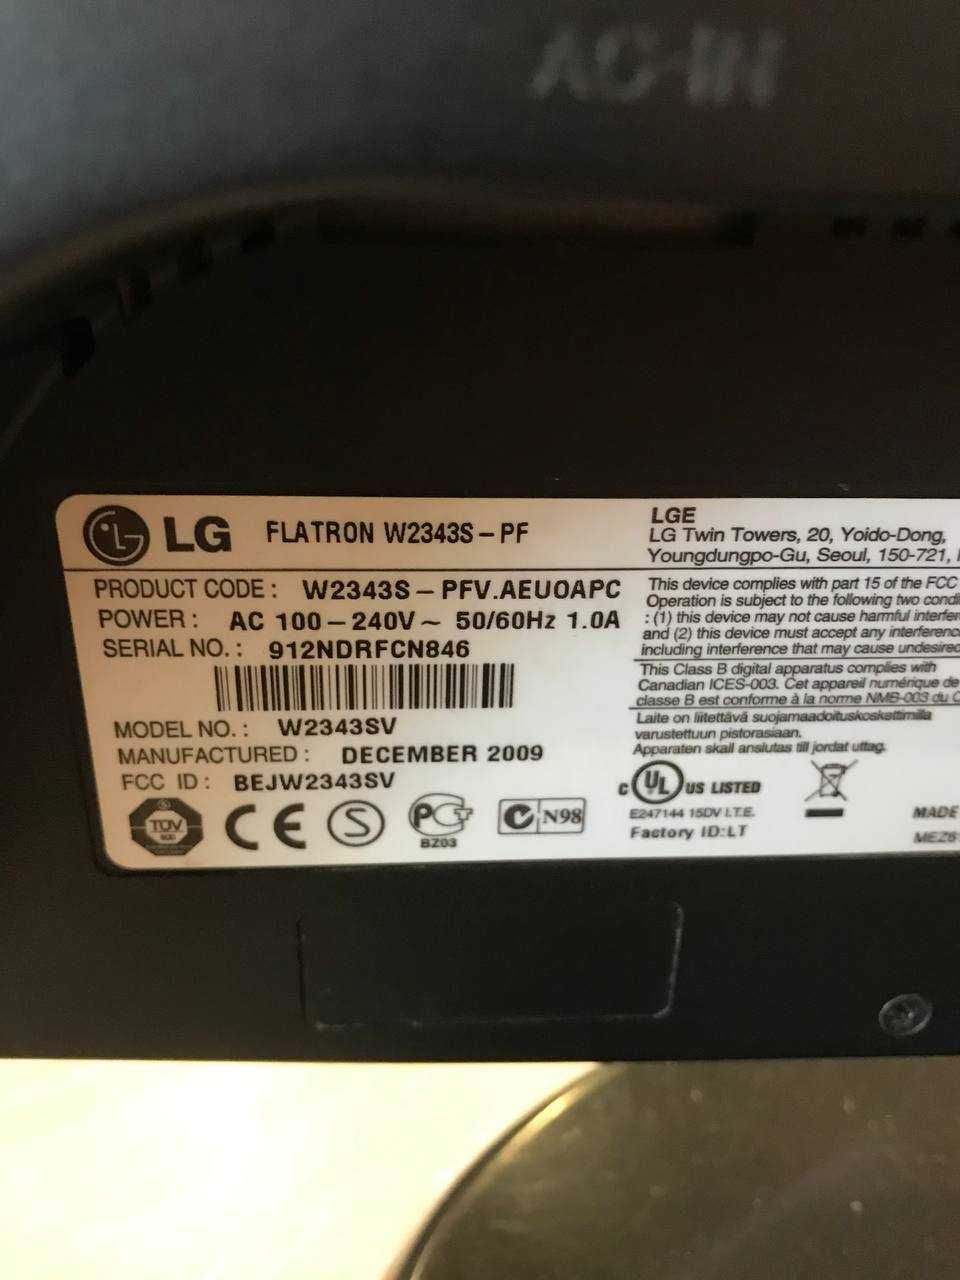 AC-IN
LG FLATRON W2343S-PF
PRODUCT CODE : W2343S-PFV.AEUOAPC
POWER : AC 100-240V~ 50/60Hz 1.0A
SERIAL NO. : 912NDRFCN846
MODEL NO. : W2343SV
MANUFACTURED : DECEMBER 2009
FCC ID : BEJW2343SV
TÜV
CE
S
PCT
BZ03
N98
LGE
LG Twin Towers, 20, Yoido-Dong,
Youngdungpo-Gu, Seoul, 150-721,
This device complies with part 15 of the FCC
Operation is subject to the following two condi
: (1) this device may not cause harmful interfer
and (2) this device must accept any interferenc
including interference that may cause undesired
This Class B digital apparatus complies with
Canadian ICES-003. Cet appareil numérique de
classe B est conforme à la norme NMB-003 du C
Laite on liitettävä suojamaadoituskoskettimilla
varustettuun pistorasiaan.
Apparaten skall anslutas till jordat uttag.
c UL US LISTED
E247144 15DV I.T.E.
Factory ID:LT
MADE
MEZ6